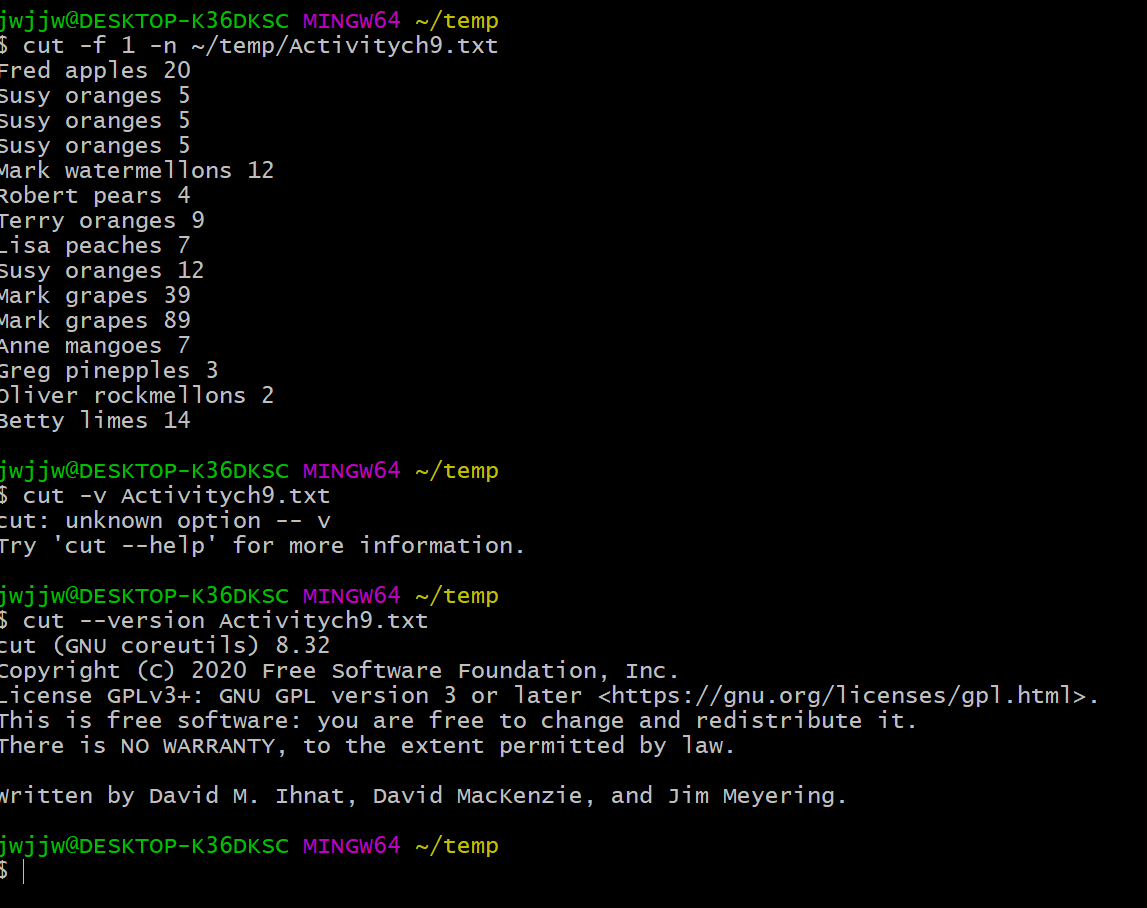 jwjjw@DESKTOP-K36DKSC MINGW64 ~/temp
$ cut -f 1 -n ~/temp/Activitych9.txt
Fred apples 20
Susy oranges 5
Susy oranges 5
Susy oranges 5
Mark watermellons 12
Robert pears 4
Terry oranges 9
Lisa peaches 7
Susy oranges 12
Mark grapes 39
Mark grapes 89
Anne mangoes 7
Greg pinepples 3
Oliver rockmellons 2
Betty limes 14
jwjjw@DESKTOP-K36DKSC MINGW64 ~/temp
$ cut -v Activitych9.txt
cut: unknown option -- v
Try 'cut --help' for more information.
jwjjw@DESKTOP-K36DKSC MINGW64 ~/temp
$ cut --version Activitych9.txt
cut (GNU coreutils) 8.32
Copyright (C) 2020 Free Software Foundation, Inc.
License GPLv3+: GNU GPL version 3 or later <https://gnu.org/licenses/gpl.html>.
This is free software: you are free to change and redistribute it.
There is NO WARRANTY, to the extent permitted by law.
Written by David M. Ihnat, David MacKenzie, and Jim Meyering.
jwjjw@DESKTOP-K36DKSC MINGW64 ~/temp
$